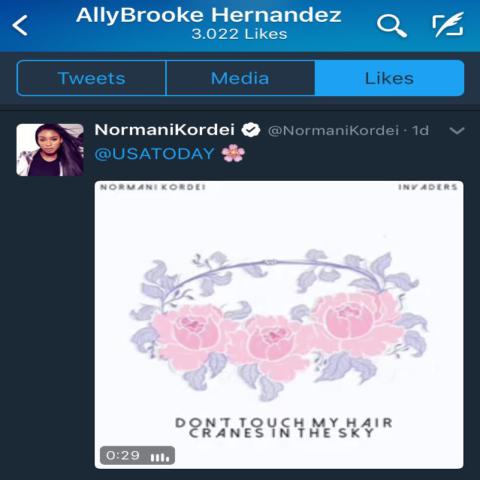 AllyBrooke Hernandez
3.022 Likes
Tweets Media Likes
NormaniKordei @NormaniKordei · 1d
@USATODAY 🌸
NORMANI KORDEI INVADERS
DON'T TOUCH MY HAIR
CRANES IN THE SKY
0:29